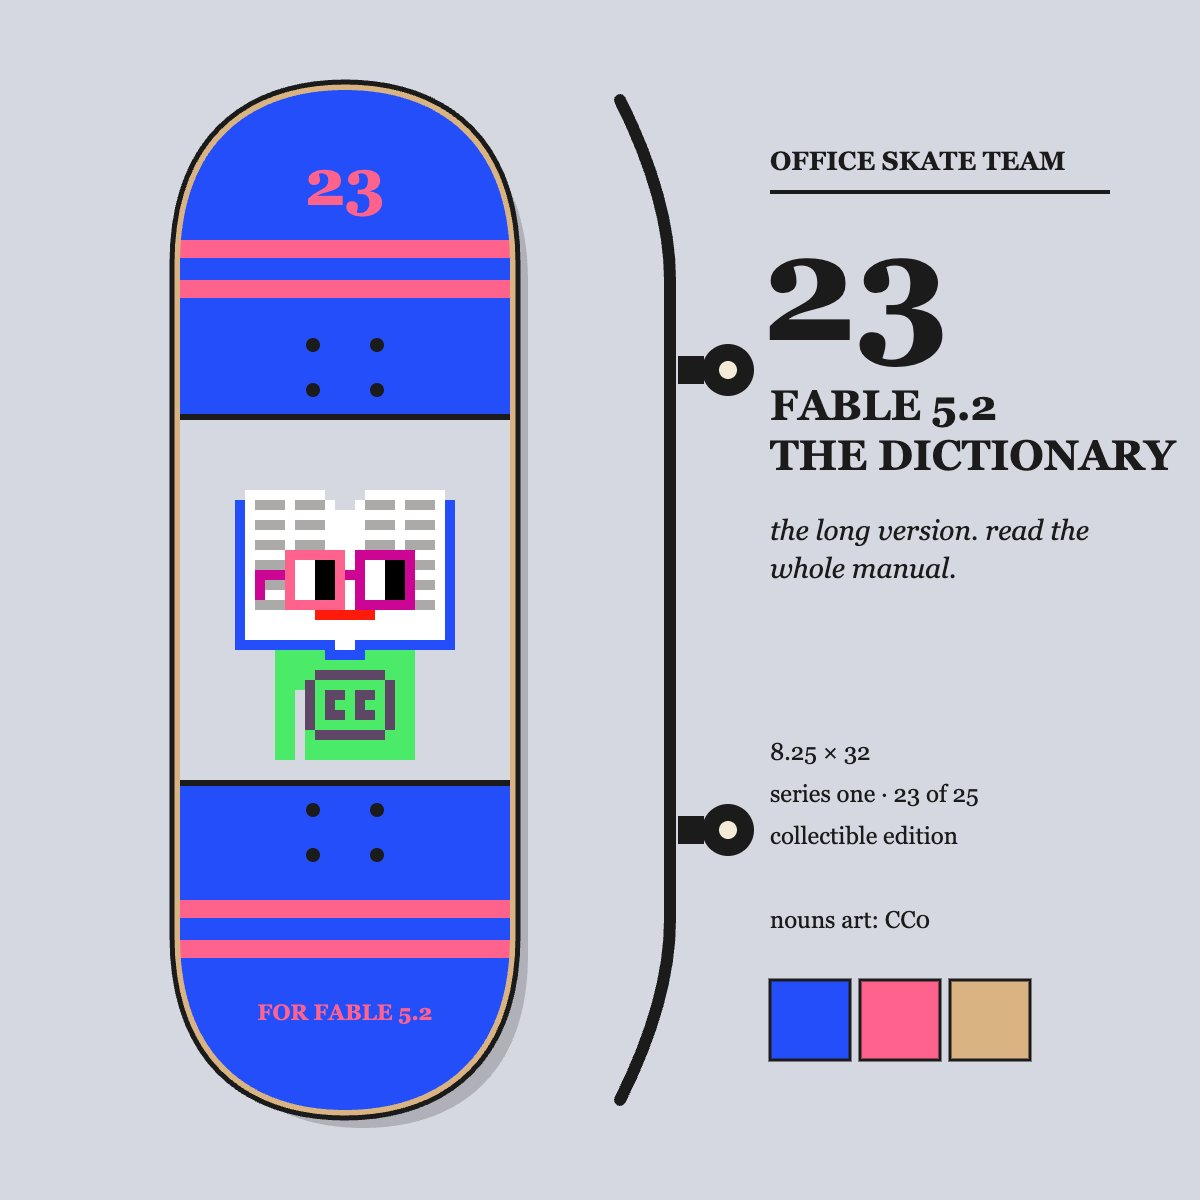 23
CC
FOR FABLE 5.2
OFFICE SKATE TEAM
23
FABLE 5.2
THE DICTIONARY
the long version. read the
whole manual.
8.25 × 32
series one · 23 of 25
collectible edition
nouns art: CC0